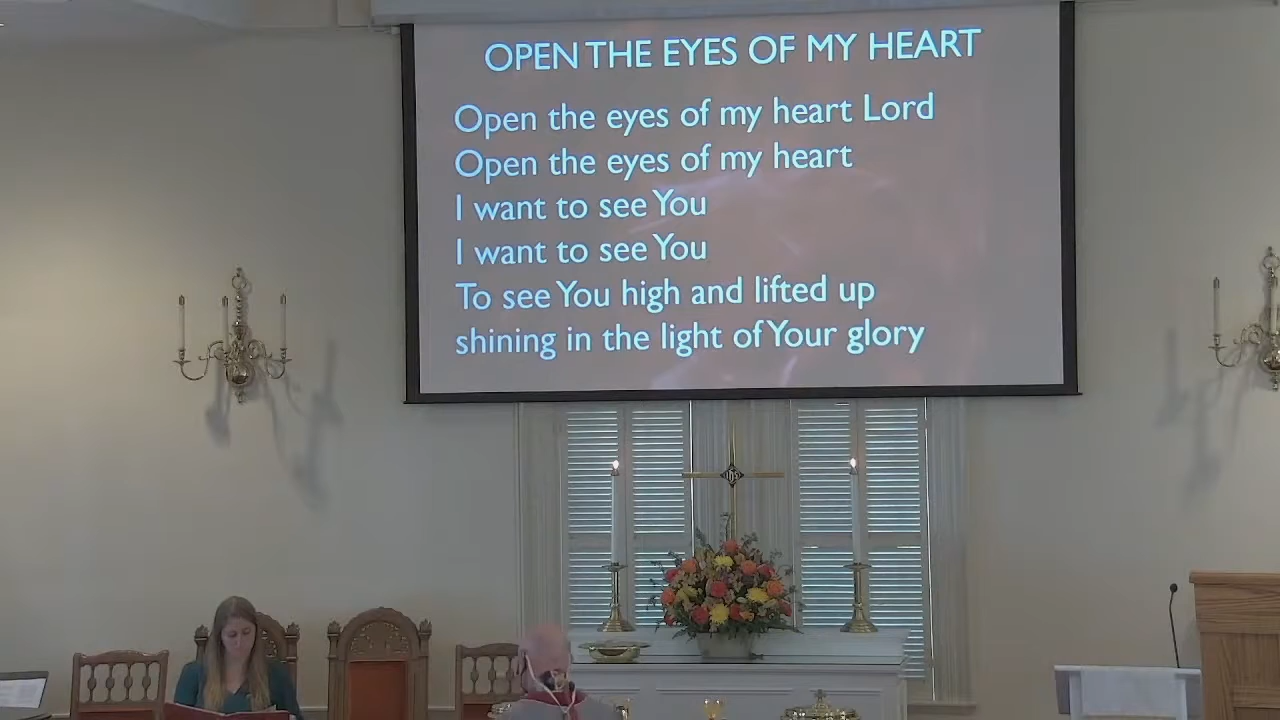 OPEN THE EYES OF MY HEART
Open the eyes of my heart Lord
Open the eyes of my heart
I want to see You
I want to see You
To see You high and lifted up
shining in the light of Your glory
IHS